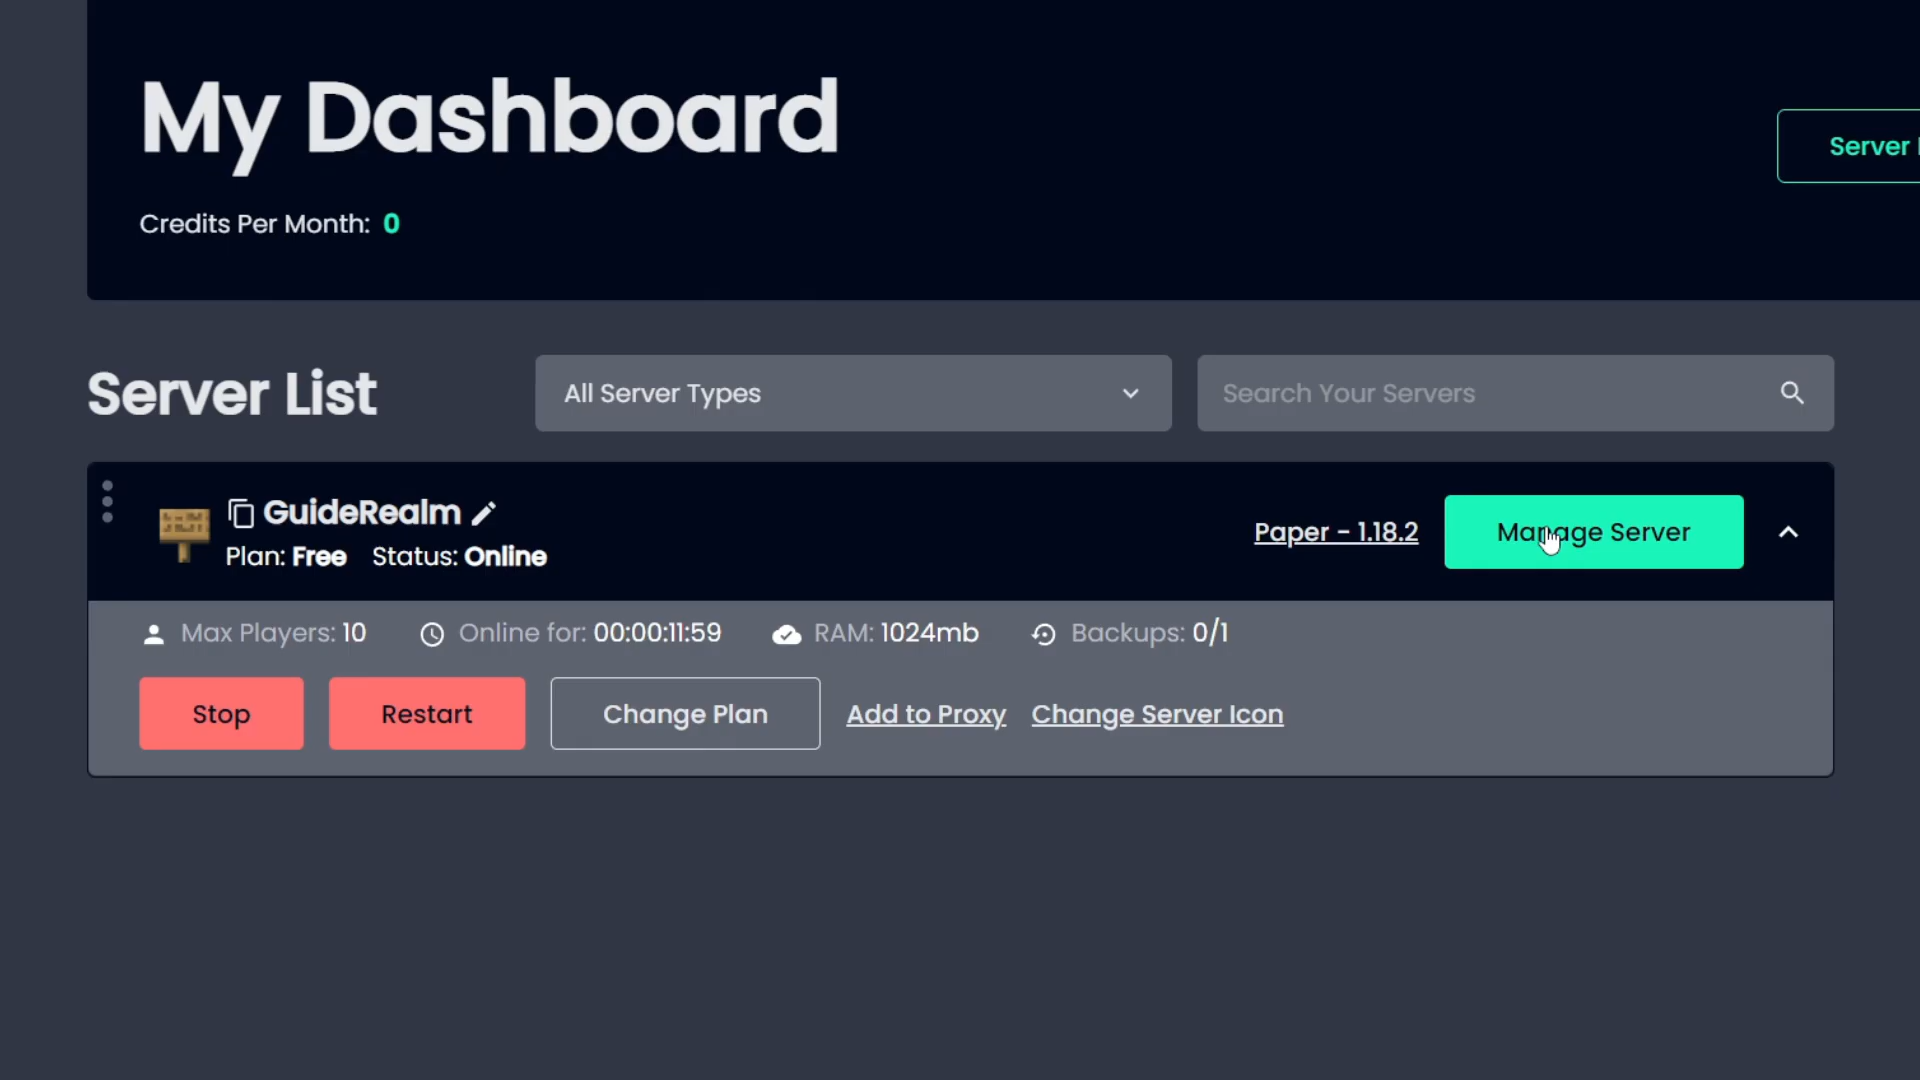 My Dashboard
Credits Per Month: 0
Server
Server List
All Server Types
Search Your Servers
GuideRealm
Plan: Free Status: Online
Paper - 1.18.2
Manage Server
Max Players: 10
Online for: 00:00:11:59
RAM: 1024mb
Backups: 0/1
Stop
Restart
Change Plan
Add to Proxy
Change Server Icon